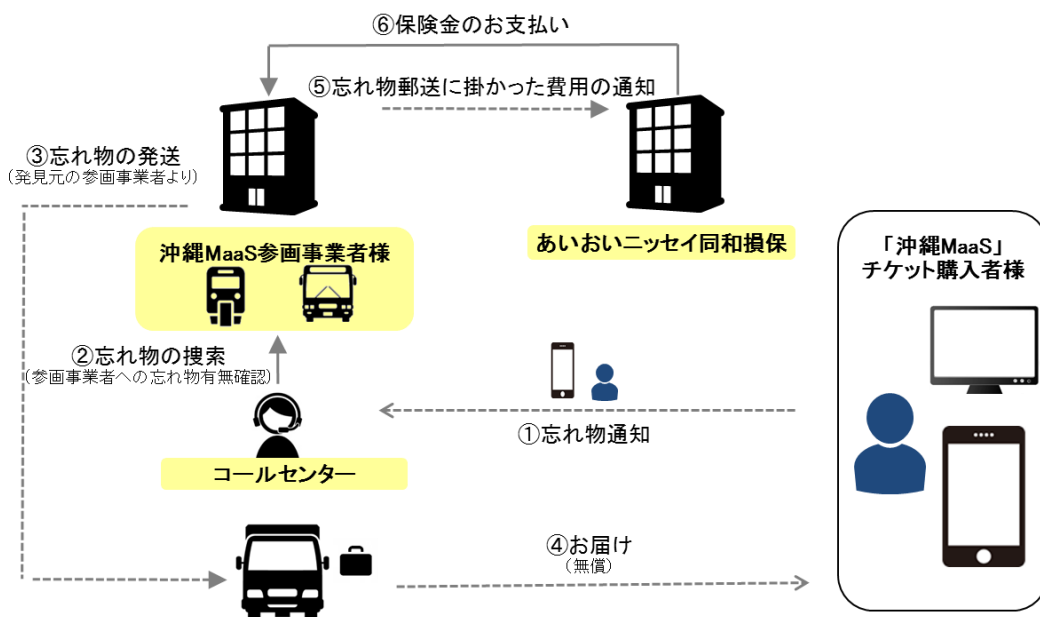 ⑥保険金のお支払い
⑤忘れ物郵送に掛かった費用の通知
③忘れ物の発送
(発見元の参画事業者より)
沖縄MaaS参画事業者様
あいおいニッセイ同和損保
「沖縄MaaS」
チケット購入者様
②忘れ物の捜索
(参画事業者への忘れ物有無確認)
①忘れ物通知
コールセンター
④お届け
(無償)